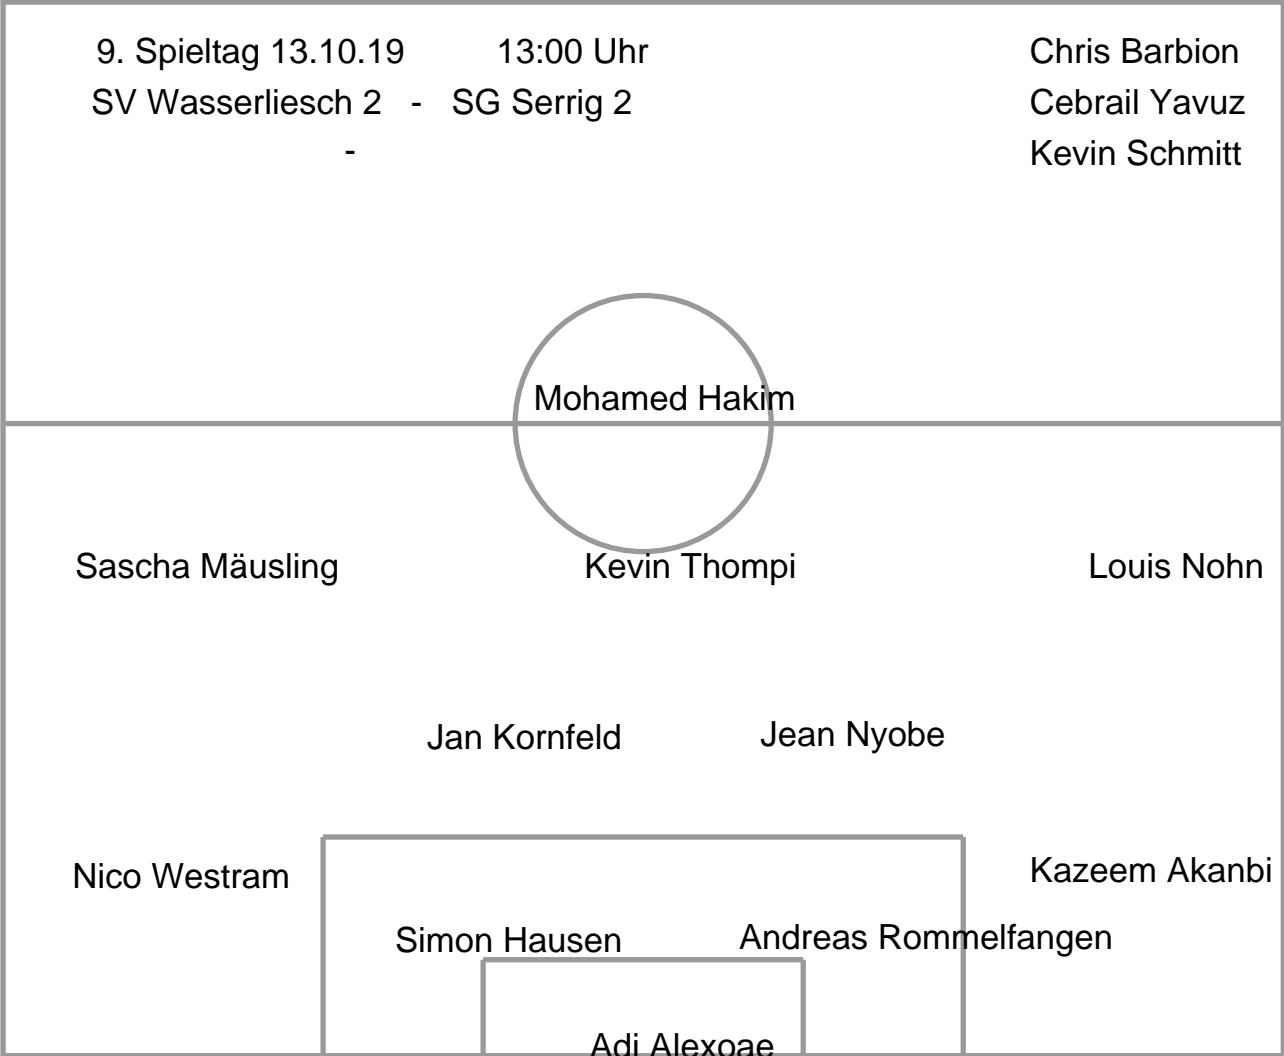 9. Spieltag 13.10.19 13:00 Uhr
SV Wasserliesch 2 - SG Serrig 2
-
Chris Barbion
Cebrail Yavuz
Kevin Schmitt
Mohamed Hakim
Sascha Mäusling Kevin Thompi Louis Nohn
Jan Kornfeld Jean Nyobe
Nico Westram Kazeem Akanbi
Simon Hausen Andreas Rommelfangen
Adi Alexoae